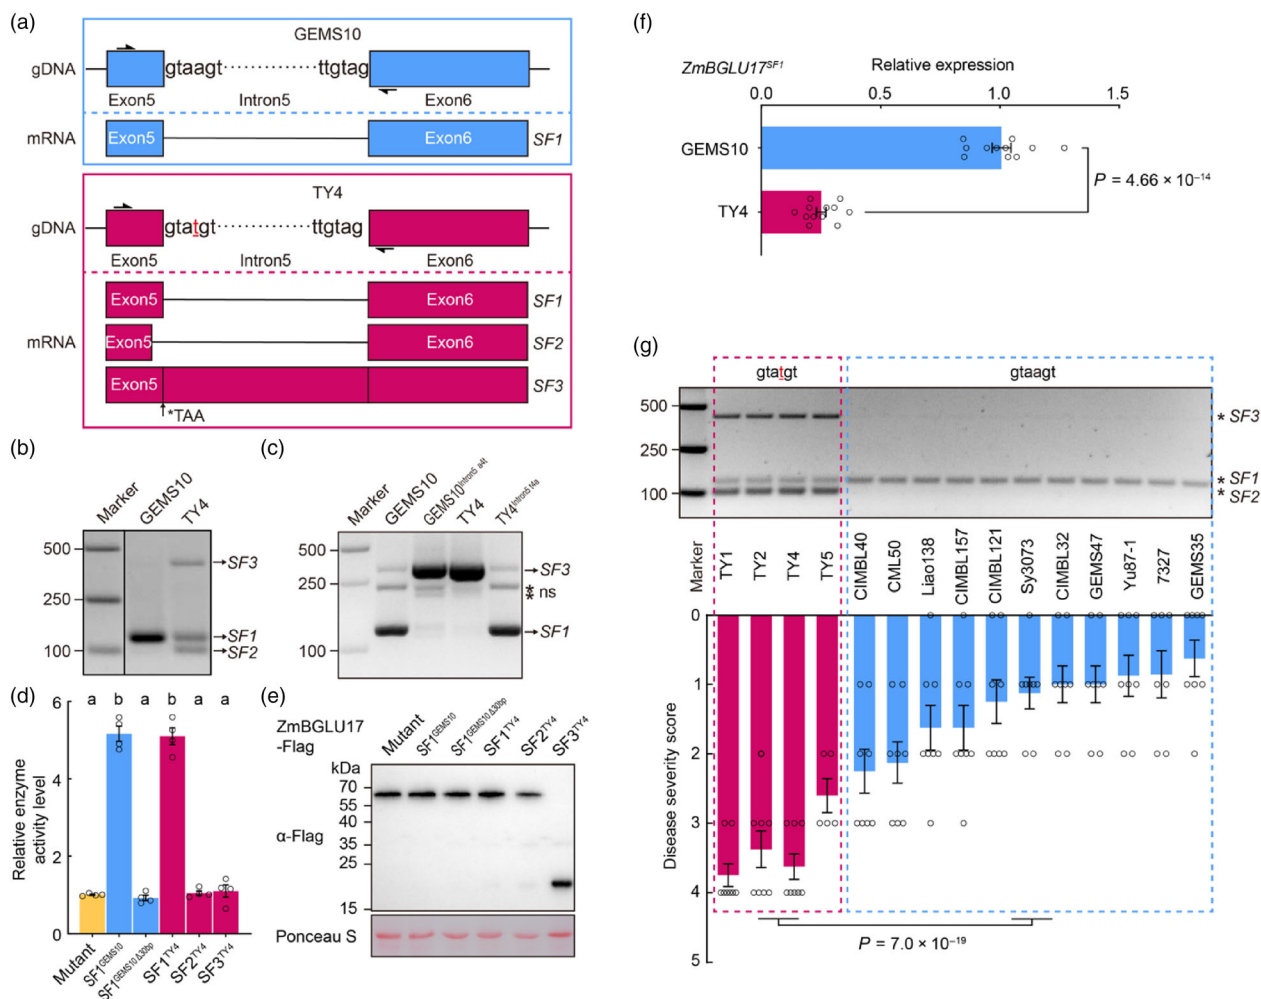 (a)
GEMS10
gDNA
gtaagt··········ttgtag
Exon5 Intron5 Exon6
mRNA Exon5 Exon6 SF1
TY4
gDNA
gtatgt··········ttgtag
Exon5 Intron5 Exon6
Exon5 Exon6 SF1
mRNA Exon5 Exon6 SF2
Exon5 SF3
*TAA
(b)
Marker GEMS10 TY4
500
250
100
SF3
SF1
SF2
(c)
Marker GEMS10 GEMS10Intron5 a4t TY4 TY4Intron5 t4a
500
250
100
SF3
* ns
*
SF1
(d)
Relative enzyme
activity level
a b a b a a
6
4
2
0
Mutant SF1GEMS10 SF1GEMS10 Δ30bp SF1TY4 SF2TY4 SF3TY4
(e)
ZmBGLU17
-Flag
Mutant SF1GEMS10 SF1GEMS10 Δ30bp SF1TY4 SF2TY4 SF3TY4
kDa
70
55
40
35
25
15
α-Flag
Ponceau S
(f)
ZmBGLU17SF1 Relative expression
0.0 0.5 1.0 1.5
GEMS10
TY4
P = 4.66 × 10–14
(g)
gtatgt gtaagt
500
250
100
* SF3
* SF1
* SF2
Marker TY1 TY2 TY4 TY5 CIMBL40 CML50 Liao138 CIMBL157 CIMBL121 Sy3073 CIMBL32 GEMS47 Yu87-1 7327 GEMS35
Disease severity score
0
1
2
3
4
5
P = 7.0 × 10–19